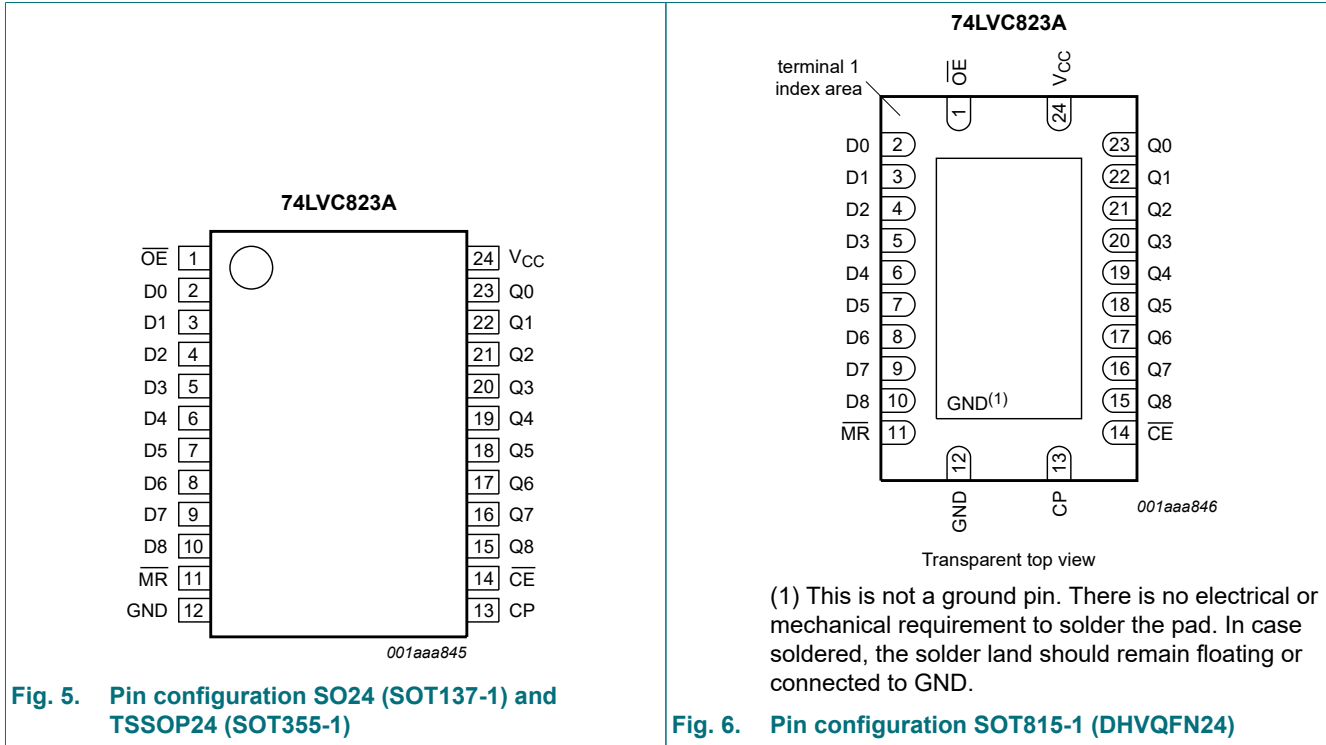 74LVC823A
OE 1 24 VCC
D0 2 23 Q0
D1 3 22 Q1
D2 4 21 Q2
D3 5 20 Q3
D4 6 19 Q4
D5 7 18 Q5
D6 8 17 Q6
D7 9 16 Q7
D8 10 15 Q8
MR 11 14 CE
GND 12 13 CP
001aaa845
Fig. 5. Pin configuration SO24 (SOT137-1) and
TSSOP24 (SOT355-1)
74LVC823A
terminal 1
index area
OE VCC
1 24
D0 2 23 Q0
D1 3 22 Q1
D2 4 21 Q2
D3 5 20 Q3
D4 6 19 Q4
D5 7 18 Q5
D6 8 17 Q6
D7 9 16 Q7
D8 10 GND(1) 15 Q8
MR 11 14 CE
12 13
GND CP
001aaa846
Transparent top view
(1) This is not a ground pin. There is no electrical or
mechanical requirement to solder the pad. In case
soldered, the solder land should remain floating or
connected to GND.
Fig. 6. Pin configuration SOT815-1 (DHVQFN24)